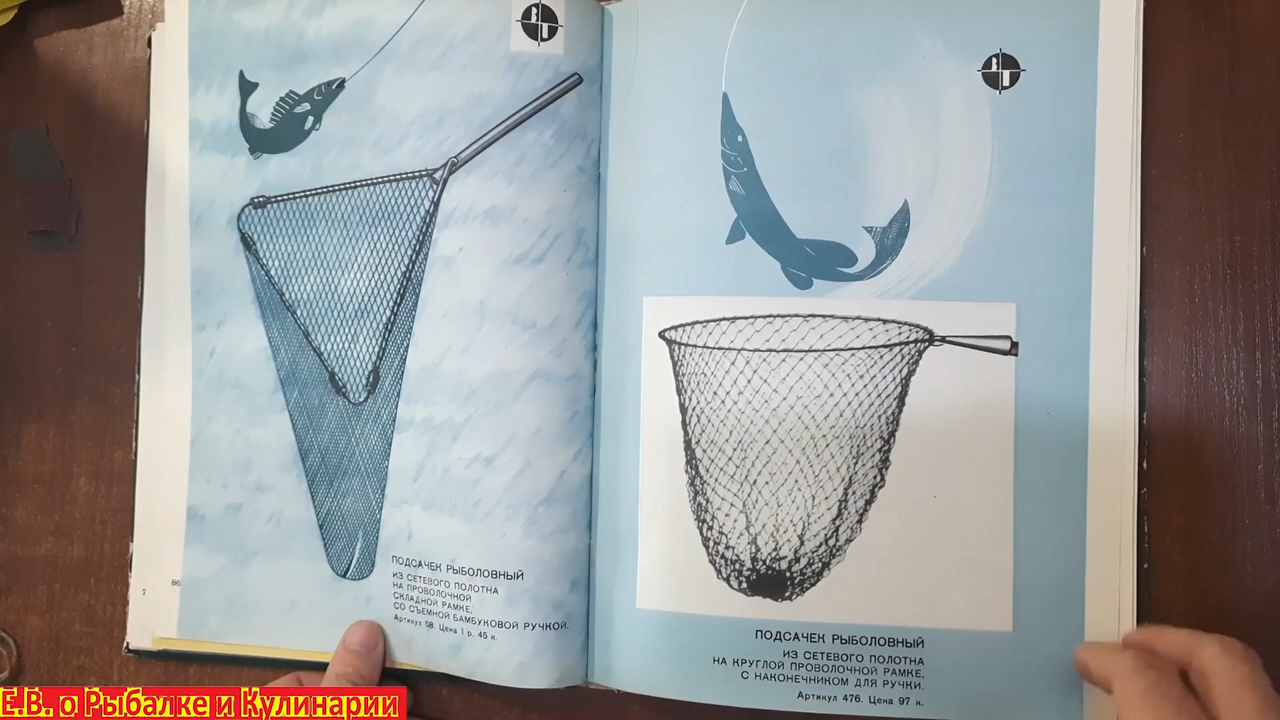 ПОДСАЧЕК РЫБОЛОВНЫЙ
ИЗ СЕТЕВОГО ПОЛОТНА
НА ПРОВОЛОЧНОЙ
СКЛАДНОЙ РАМКЕ,
СО СЪЕМНОЙ БАМБУКОВОЙ РУЧКОЙ.
Артикул 58. Цена 1 р. 45 к.
86
ПОДСАЧЕК РЫБОЛОВНЫЙ
ИЗ СЕТЕВОГО ПОЛОТНА
НА КРУГЛОЙ ПРОВОЛОЧНОЙ РАМКЕ,
С НАКОНЕЧНИКОМ ДЛЯ РУЧКИ.
Артикул 476. Цена 97 к.
Е.В. о Рыбалке и Кулинарии